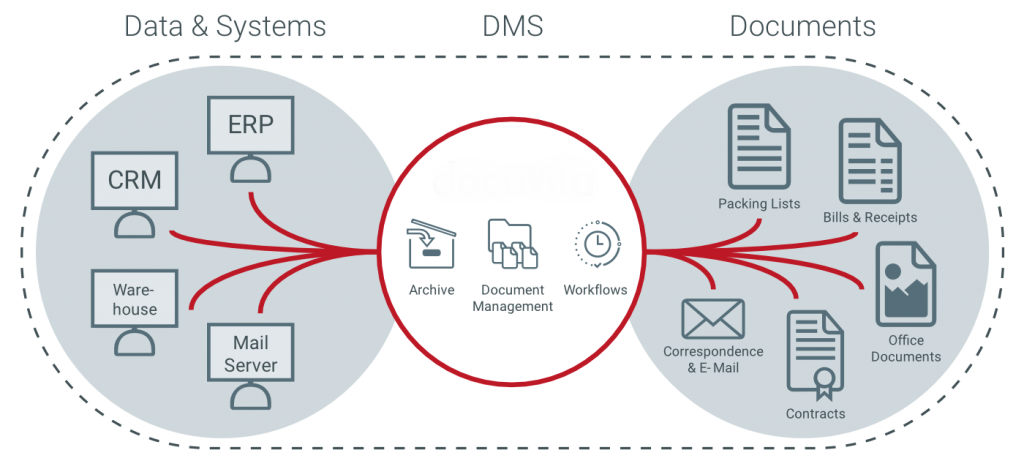 Data & Systems
DMS
Documents
ERP
CRM
Ware-
house
Mail
Server
Archive
Document
Management
Workflows
Packing Lists
Bills & Receipts
Correspondence
& E-Mail
Contracts
Office
Documents